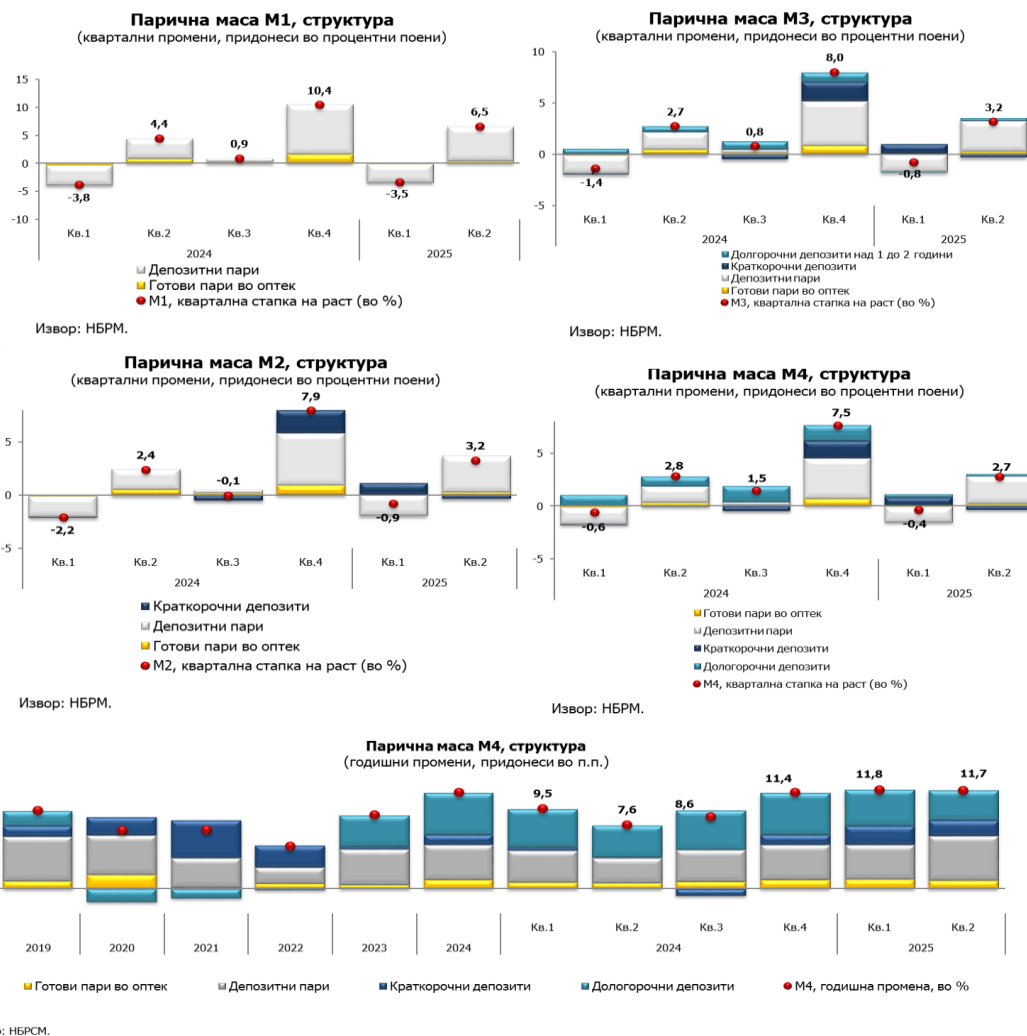 Парична маса М1, структура
(квартални промени, придонеси во процентни поени)
15
10
5
0
-5
-10
-3,8
4,4
0,9
10,4
-3,5
6,5
Кв.1
Кв.2
Кв.3
Кв.4
Кв.1
Кв.2
2024
2025
Депозитни пари
Готови пари во оптек
М1, квартална стапка на раст (во %)
Извор: НБРМ.
Парична маса М3, структура
(квартални промени, придонеси во процентни поени)
10
5
0
-5
-1,4
2,7
0,8
8,0
-0,8
3,2
Кв.1
Кв.2
Кв.3
Кв.4
Кв.1
Кв.2
2024
2025
Долгорочни депозити над 1 до 2 години
Краткорочни депозити
Депозитни пари
Готови пари во оптек
М3, квартална стапка на раст (во %)
Извор: НБРМ.
Парична маса М2, структура
(квартални промени, придонеси во процентни поени)
5
0
-5
-2,2
2,4
-0,1
7,9
-0,9
3,2
Кв.1
Кв.2
Кв.3
Кв.4
Кв.1
Кв.2
2024
2025
Краткорочни депозити
Депозитни пари
Готови пари во оптек
М2, квартална стапка на раст (во %)
Извор: НБРМ.
Парична маса М4, структура
(квартални промени, придонеси во процентни поени)
5
0
-5
-0,6
2,8
1,5
7,5
-0,4
2,7
Кв.1
Кв.2
Кв.3
Кв.4
Кв.1
Кв.2
2024
2025
Готови пари во оптек
Депозитни пари
Краткорочни депозити
Дологорочни депозити
М4, квартална стапка на раст (во %)
Извор: НБРМ.
Парична маса М4, структура
(годишни промени, придонеси во п.п.)
9,5
7,6
8,6
11,4
11,8
11,7
Кв.1
Кв.2
Кв.3
Кв.4
Кв.1
Кв.2
2019
2020
2021
2022
2023
2024
2024
2025
Готови пари во оптек
Депозитни пари
Краткорочни депозити
Дологорочни депозити
М4, годишна промена, во %
: НБРСМ.